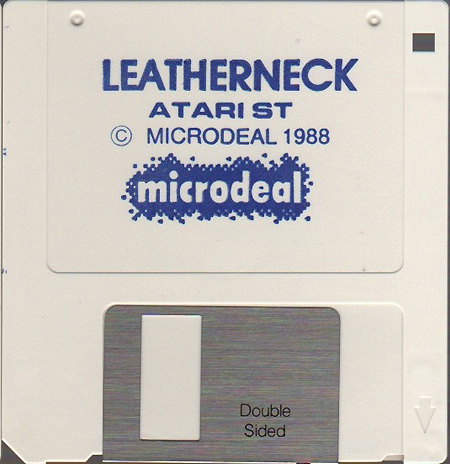 LEATHERNECK
ATARI ST
© MICRODEAL 1988
microdeal
Double
Sided